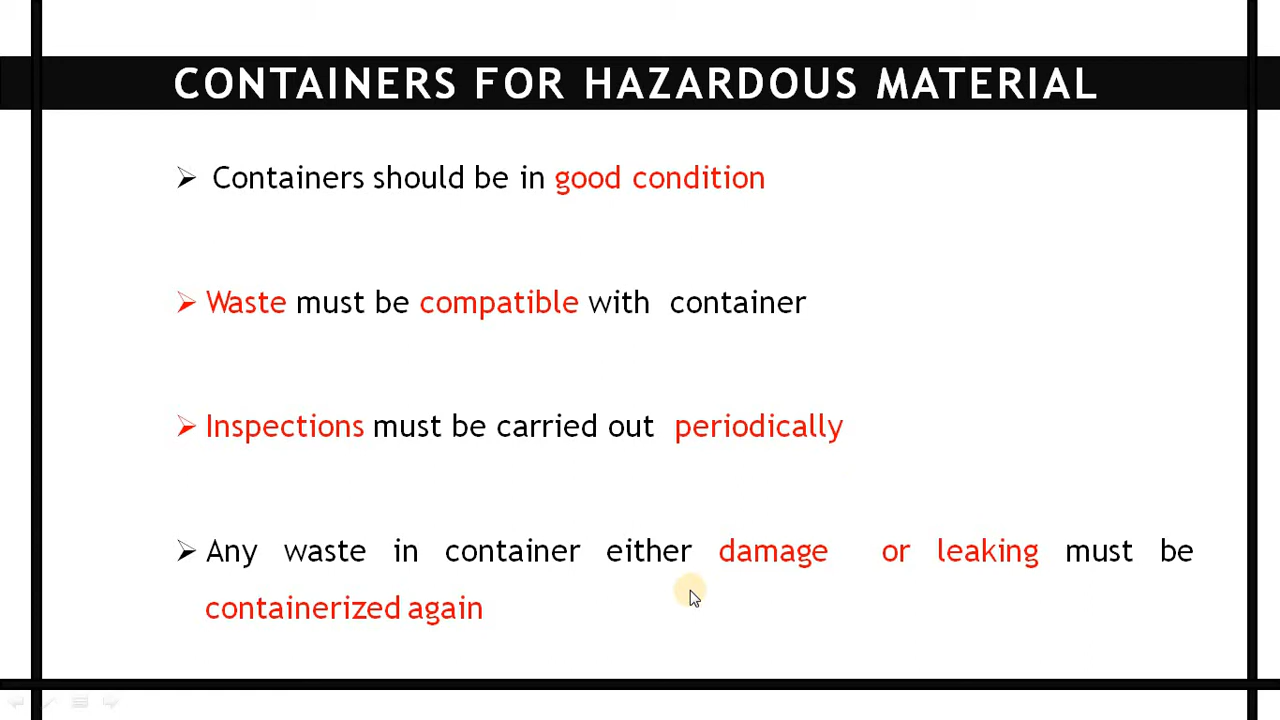 CONTAINERS FOR HAZARDOUS MATERIAL
➢ Containers should be in good condition
➢ Waste must be compatible with container
➢ Inspections must be carried out periodically
➢ Any waste in container either damage or leaking must be
containerized again